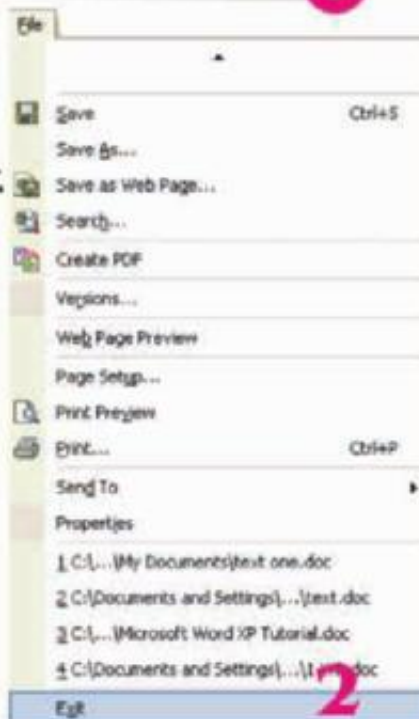 File
Save Ctrl+S
Save As...
Save as Web Page...
Search...
Create PDF
Versions...
Web Page Preview
Page Setup...
Print Preview
Print... Ctrl+P
Send To
Properties
1 C:\...\My Documents\text one.doc
2 C:\Documents and Settings\...\text.doc
3 C:\...\Microsoft Word XP Tutorial.doc
4 C:\Documents and Settings\...\
Exit
2